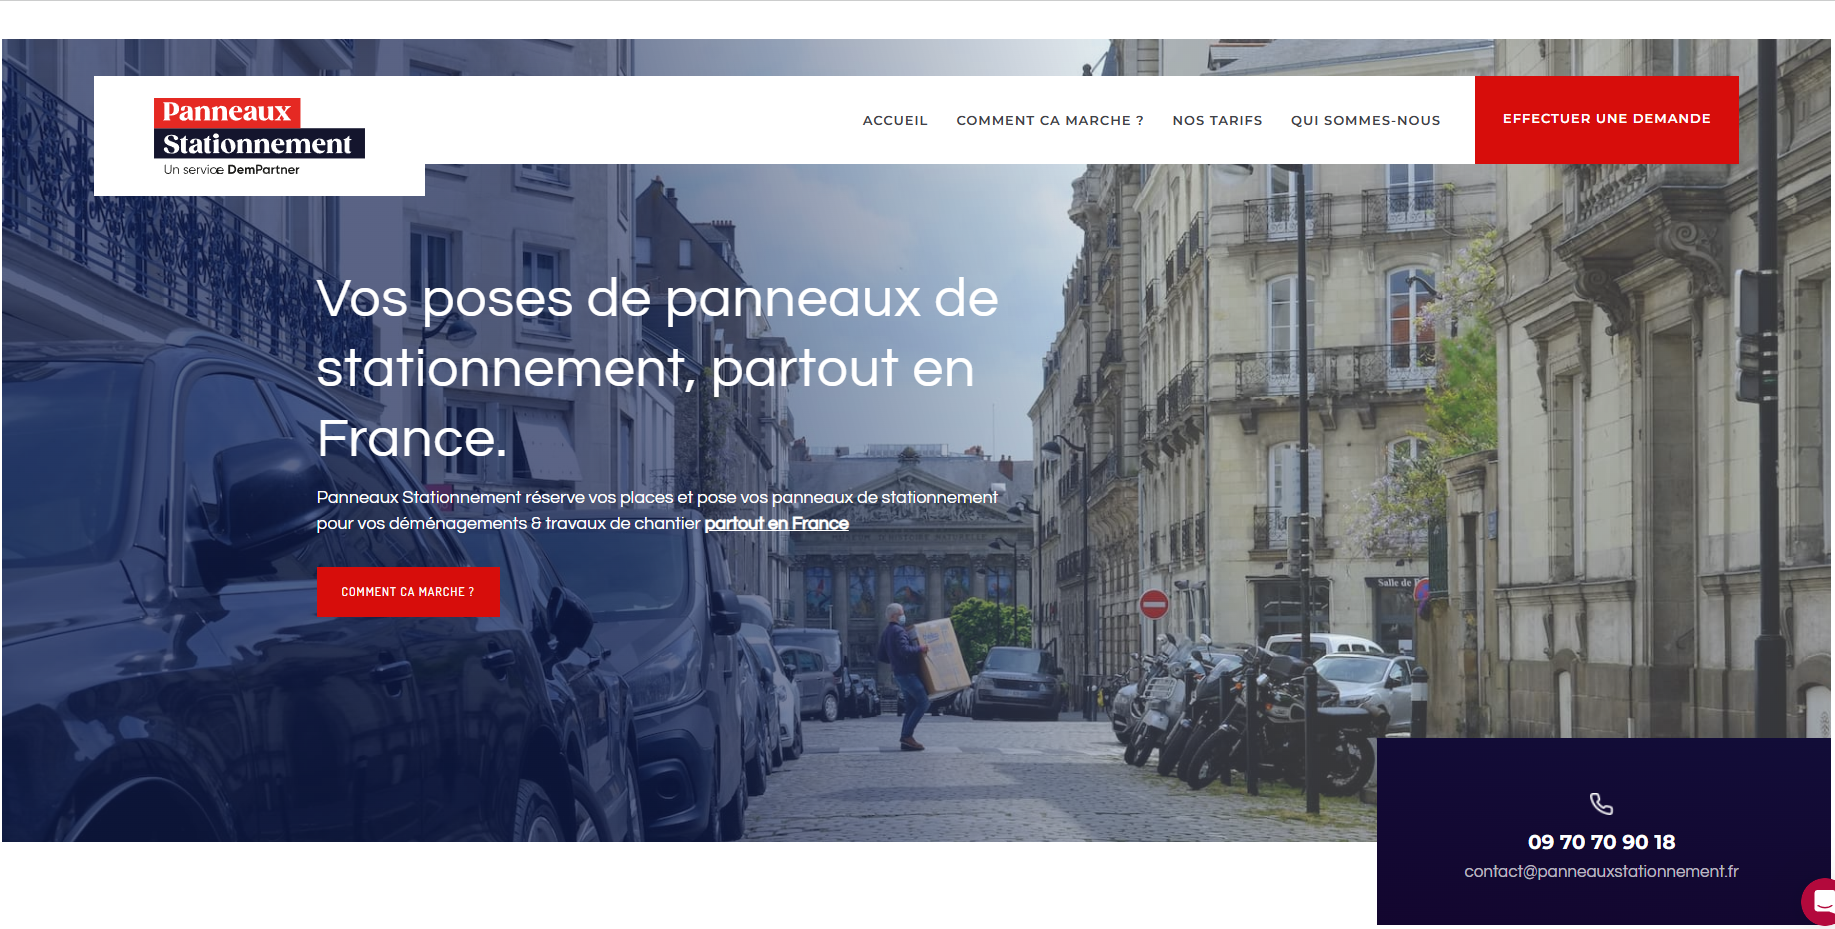 Panneaux
Stationnement
Un service DemPartner
ACCUEIL
COMMENT CA MARCHE ?
NOS TARIFS
QUI SOMMES-NOUS
EFFECTUER UNE DEMANDE
Vos poses de panneaux de
stationnement, partout en
France.
Panneaux Stationnement réserve vos places et pose vos panneaux de stationnement
pour vos déménagements & travaux de chantier partout en France
COMMENT CA MARCHE ?
Salle de
09 70 70 90 18
contact@panneauxstationnement.fr